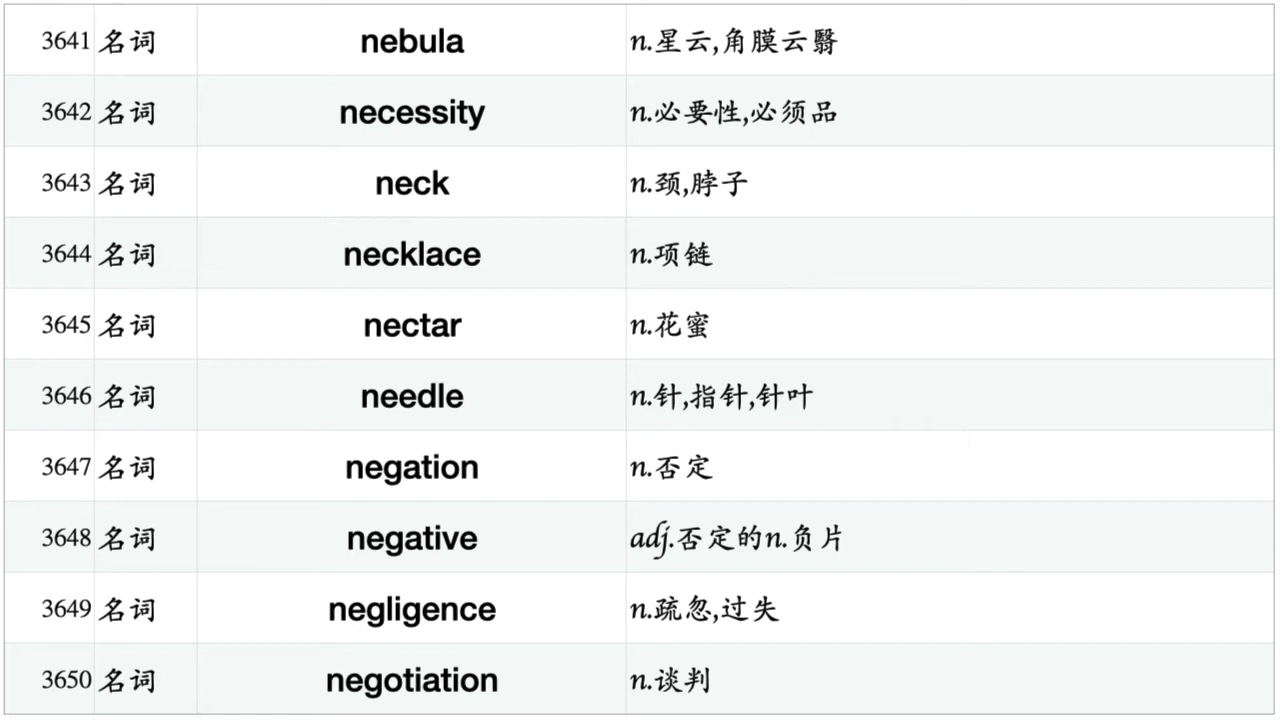 3641 名词 nebula n.星云,角膜云翳
3642 名词 necessity n.必要性,必须品
3643 名词 neck n.颈,脖子
3644 名词 necklace n.项链
3645 名词 nectar n.花蜜
3646 名词 needle n.针,指针,针叶
3647 名词 negation n.否定
3648 名词 negative adj.否定的n.负片
3649 名词 negligence n.疏忽,过失
3650 名词 negotiation n.谈判